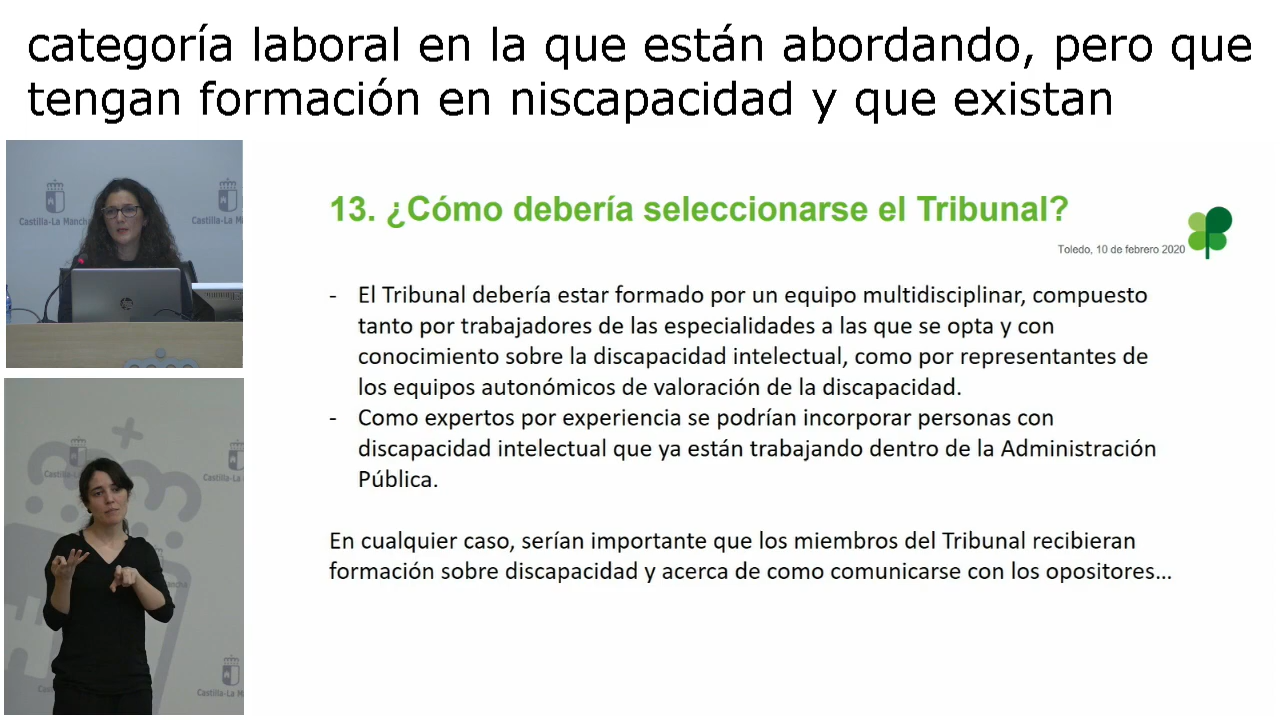 categoría laboral en la que están abordando, pero que
tengan formación en niscapacidad y que existan
Castilla-La Mancha
Castilla-La M
13. ¿Cómo debería seleccionarse el Tribunal?
Toledo, 10 de febrero 2020
- El Tribunal debería estar formado por un equipo multidisciplinar, compuesto
tanto por trabajadores de las especialidades a las que se opta y con
conocimiento sobre la discapacidad intelectual, como por representantes de
los equipos autonómicos de valoración de la discapacidad.
- Como expertos por experiencia se podrían incorporar personas con
discapacidad intelectual que ya están trabajando dentro de la Administración
Pública.
En cualquier caso, serían importante que los miembros del Tribunal recibieran
formación sobre discapacidad y acerca de como comunicarse con los opositores...
Castilla-La
Castilla-La Ma